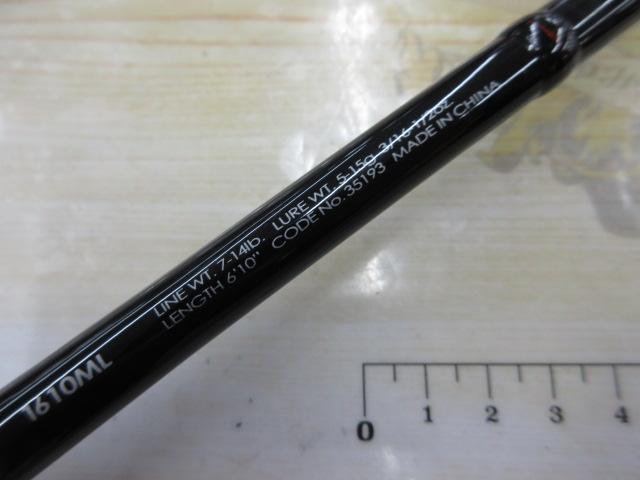 1610ML
LINE WT. 7-14lb. LURE WT. 5-15g 3/16-1/2oz
LENGTH 6'10" CODE No. 35193 MADE IN CHINA
0 1 2 3 4